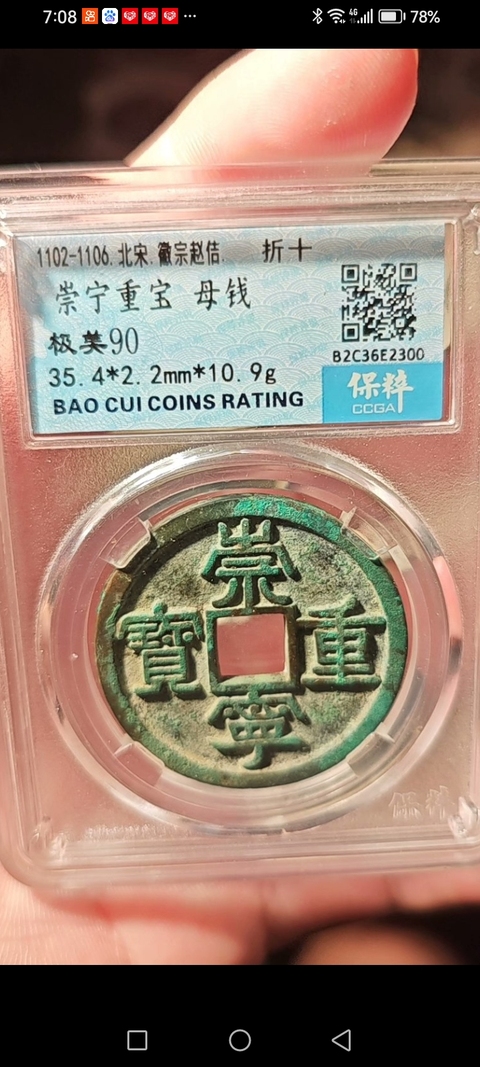 7:08
4G
78%
1102-1106.北宋.徽宗赵佶. 折十
崇宁重宝 母钱
极美90
35.4*2.2mm*10.9g
BAO CUI COINS RATING
B2C36E2300
保粹
CCGA
崇
寶 重
寧
保粹